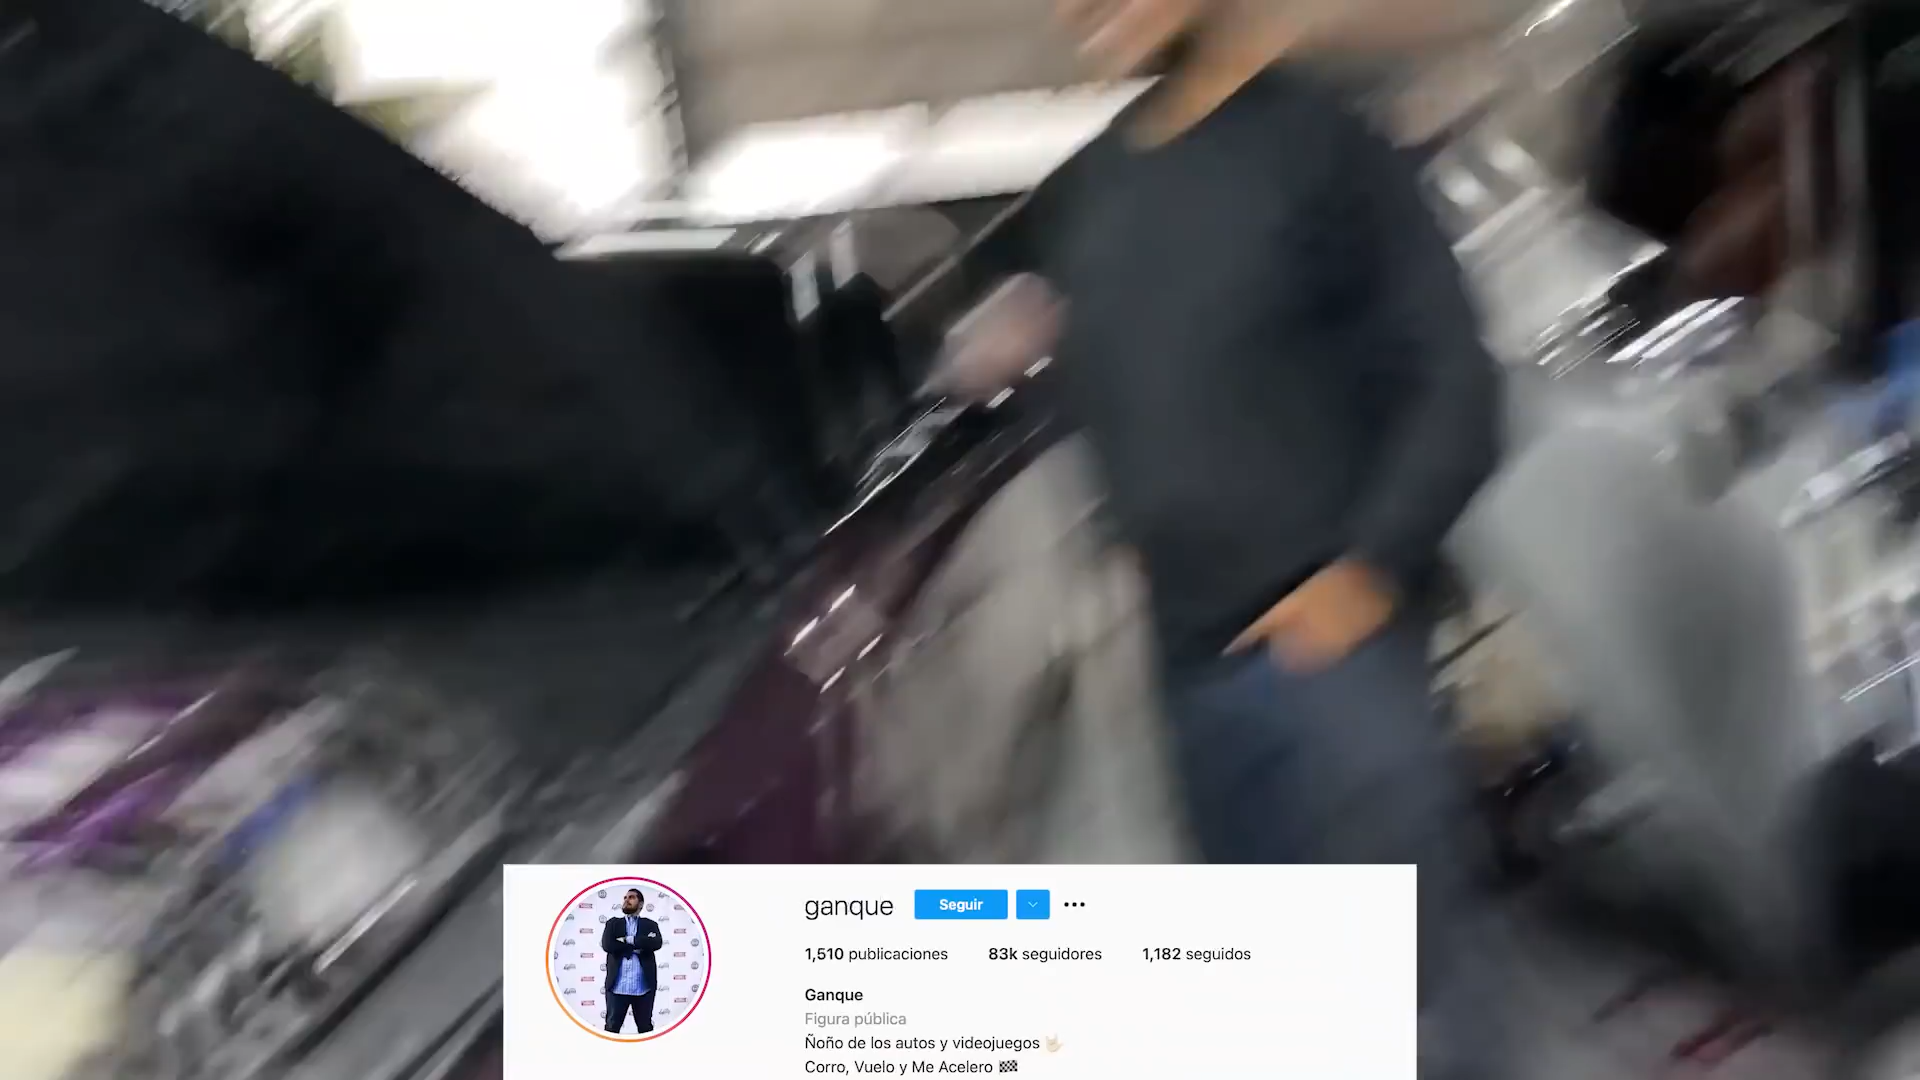 ganque Seguir
1,510 publicaciones 83k seguidores 1,182 seguidos
Ganque
Figura pública
Ñoño de los autos y videojuegos 🤟🏻
Corro, Vuelo y Me Acelero 🏁